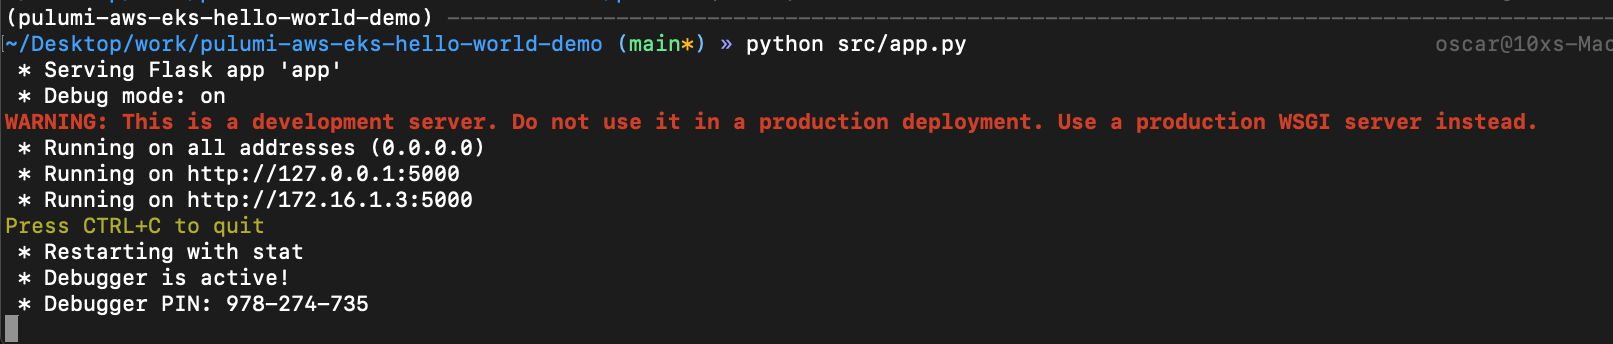 (pulumi-aws-eks-hello-world-demo)
~/Desktop/work/pulumi-aws-eks-hello-world-demo (main*) » python src/app.py oscar@10xs-Mac
* Serving Flask app 'app'
* Debug mode: on
WARNING: This is a development server. Do not use it in a production deployment. Use a production WSGI server instead.
* Running on all addresses (0.0.0.0)
* Running on http://127.0.0.1:5000
* Running on http://172.16.1.3:5000
Press CTRL+C to quit
* Restarting with stat
* Debugger is active!
* Debugger PIN: 978-274-735